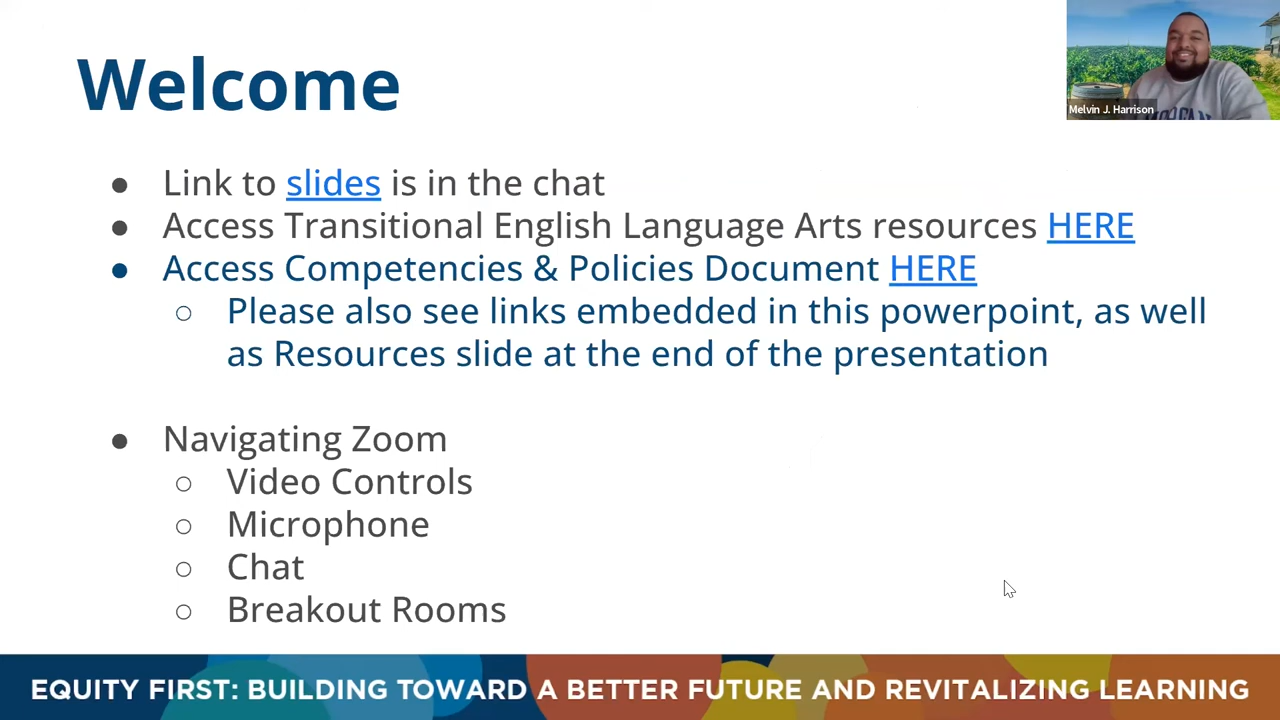 Welcome
Melvin J. Harrison
● Link to slides is in the chat
● Access Transitional English Language Arts resources HERE
● Access Competencies & Policies Document HERE
○ Please also see links embedded in this powerpoint, as well
as Resources slide at the end of the presentation
● Navigating Zoom
○ Video Controls
○ Microphone
○ Chat
○ Breakout Rooms
EQUITY FIRST: BUILDING TOWARD A BETTER FUTURE AND REVITALIZING LEARNING